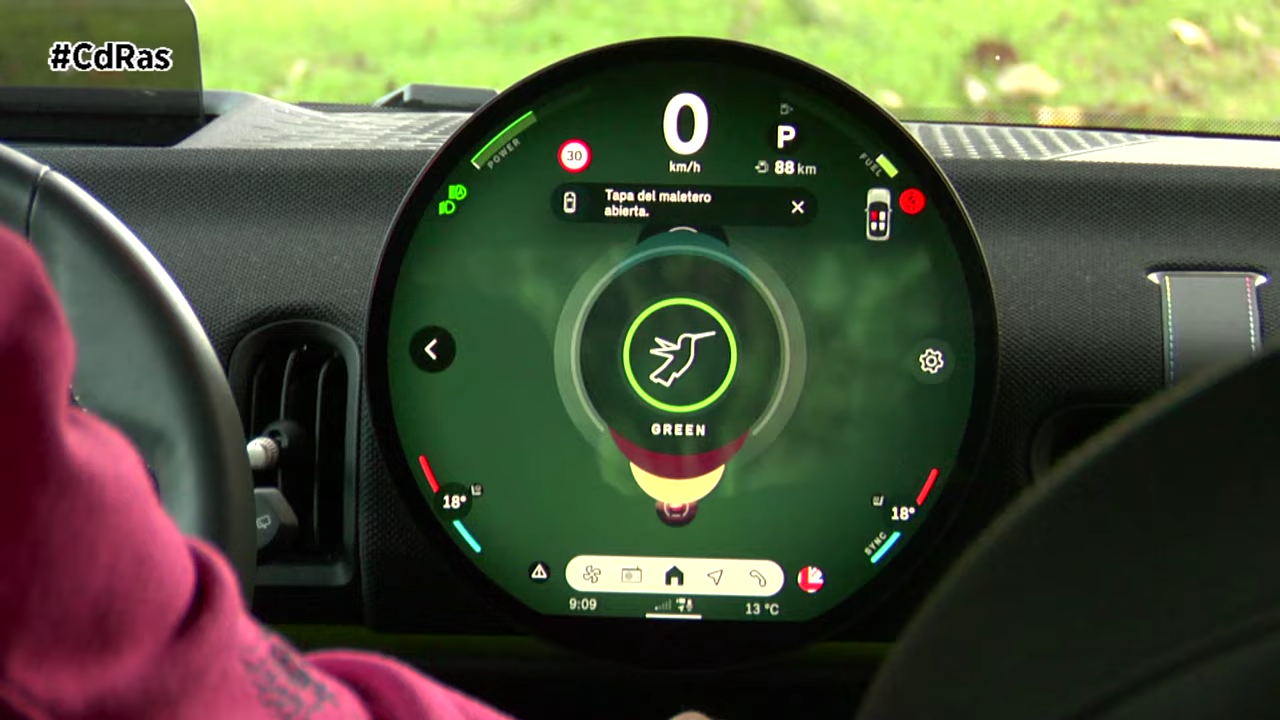 #CdRas
0
km/h
P
30
88 km
POWER
FUEL
Tapa del maletero
abierta.
GREEN
18°
18°
SYNC
9:09
13 °C